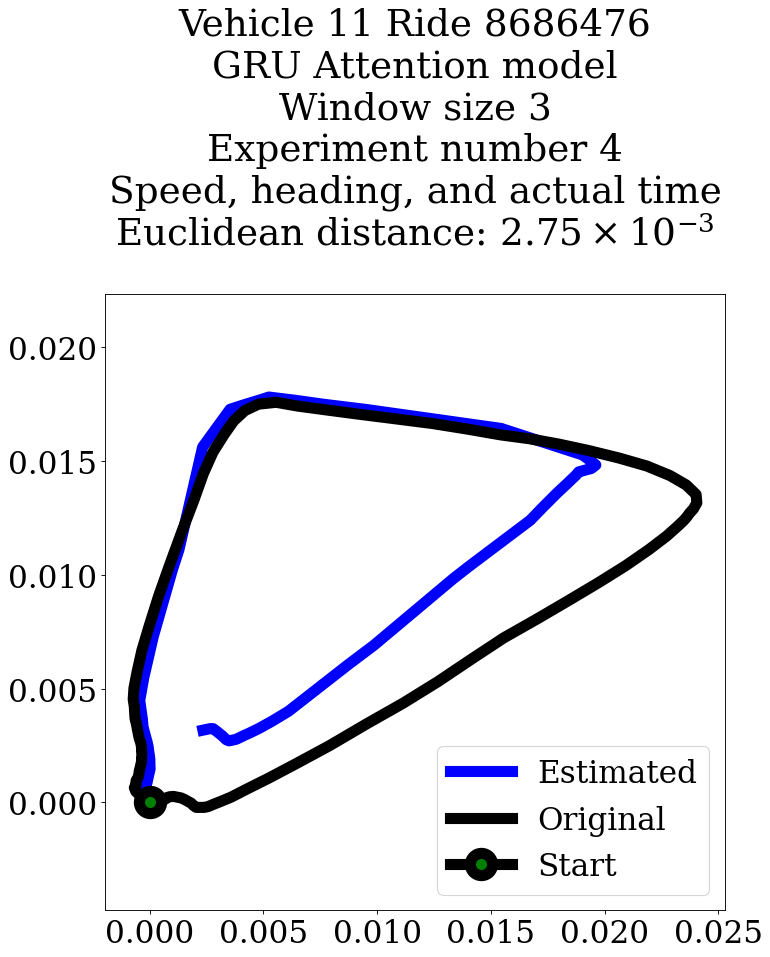 Vehicle 11 Ride 8686476
GRU Attention model
Window size 3
Experiment number 4
Speed, heading, and actual time
Euclidean distance: 2.75 × 10⁻³
0.020
0.015
0.010
0.005
0.000
Estimated
Original
Start
0.000 0.005 0.010 0.015 0.020 0.025